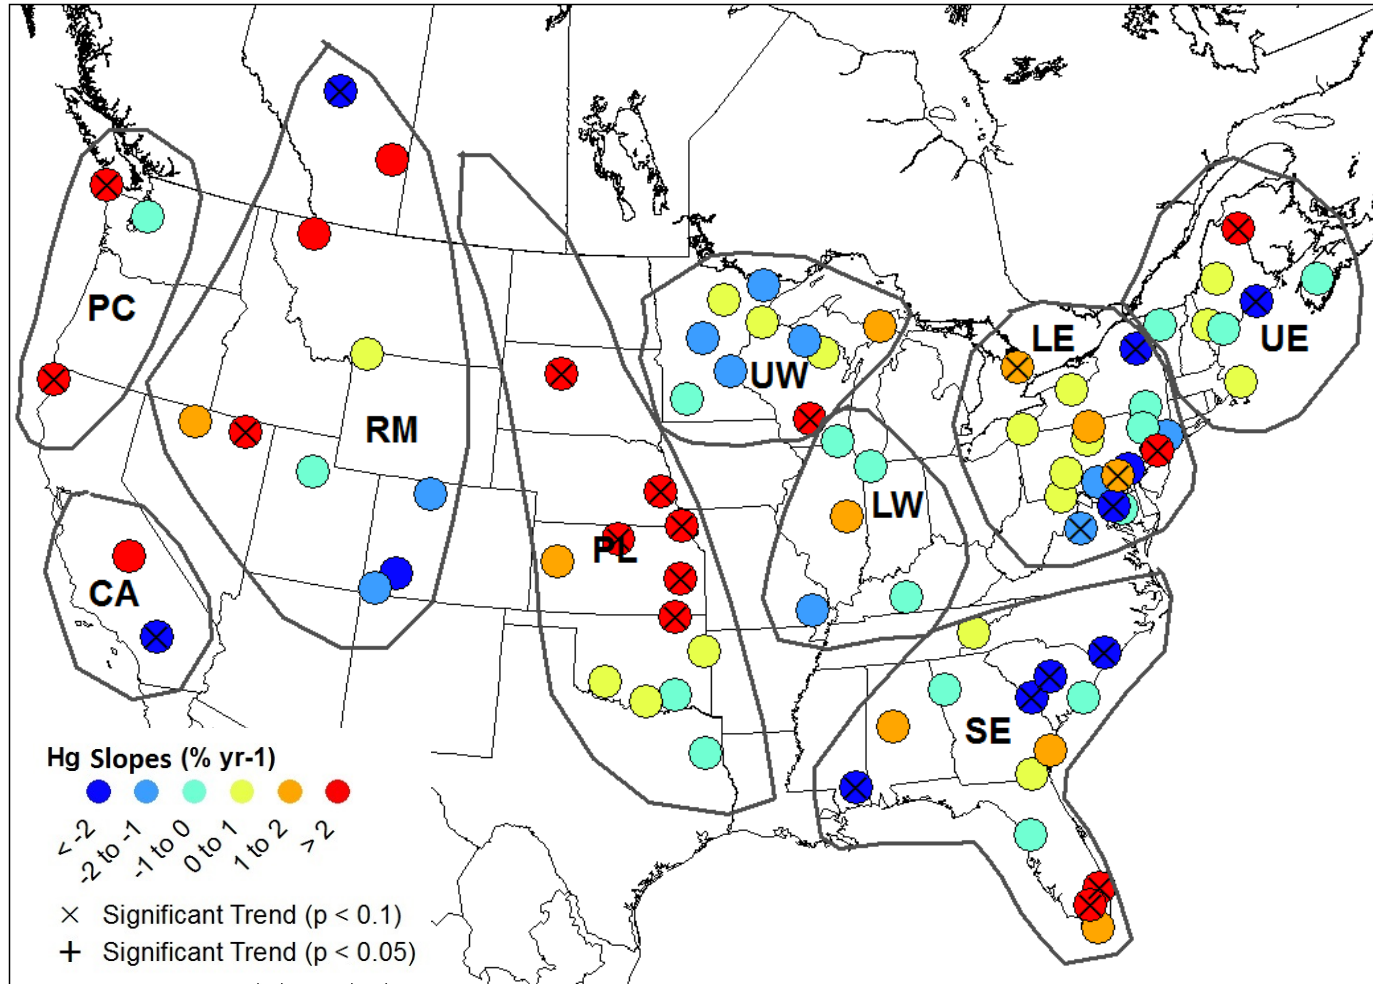 PC
RM
CA
PL
UW
LW
LE
UE
SE
Hg Slopes (% yr-1)
< -2
-2 to -1
-1 to 0
0 to 1
1 to 2
> 2
× Significant Trend (p < 0.1)
+ Significant Trend (p < 0.05)